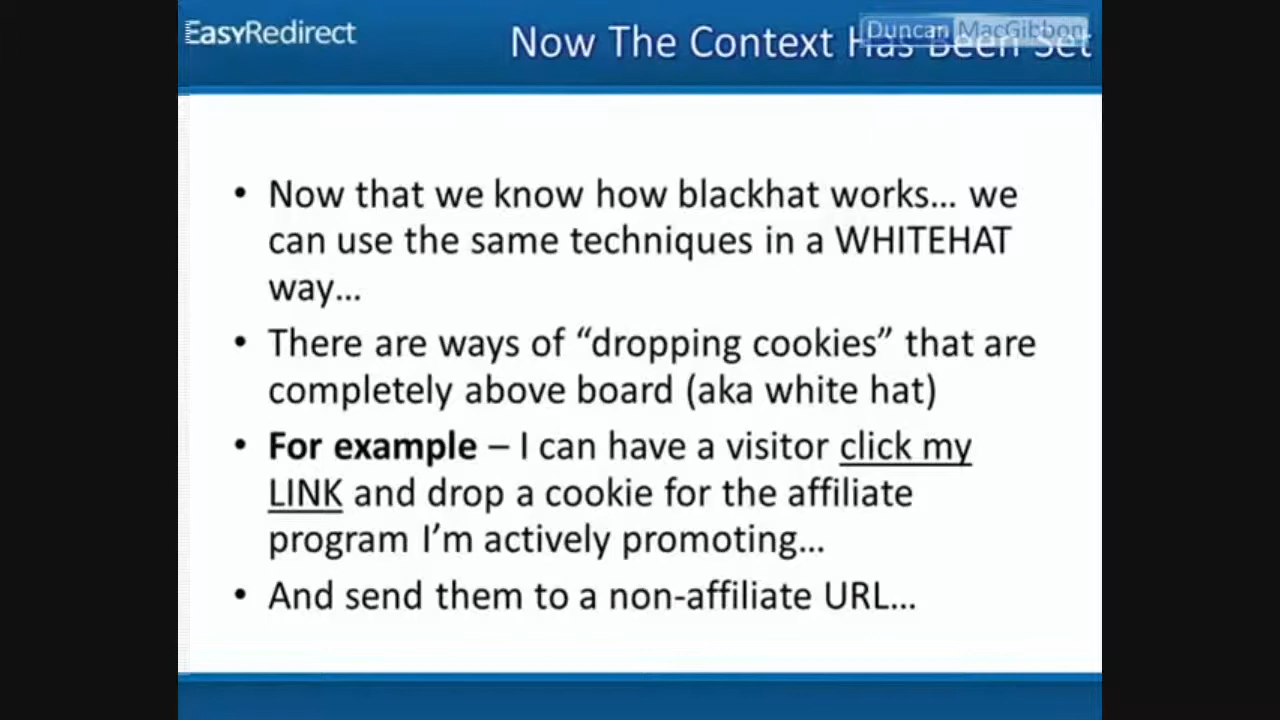 EasyRedirect
Now The Context Has Been Set
Duncan MacGibbon
• Now that we know how blackhat works... we
can use the same techniques in a WHITEHAT
way...
• There are ways of “dropping cookies” that are
completely above board (aka white hat)
• For example – I can have a visitor click my
LINK and drop a cookie for the affiliate
program I’m actively promoting...
• And send them to a non-affiliate URL...